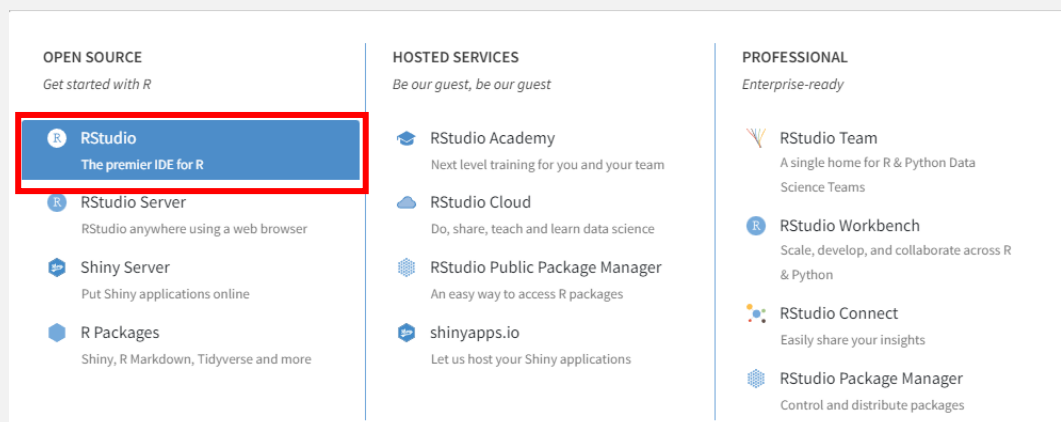 OPEN SOURCE
Get started with R
RStudio
The premier IDE for R
RStudio Server
RStudio anywhere using a web browser
Shiny Server
Put Shiny applications online
R Packages
Shiny, R Markdown, Tidyverse and more
HOSTED SERVICES
Be our guest, be our guest
RStudio Academy
Next level training for you and your team
RStudio Cloud
Do, share, teach and learn data science
RStudio Public Package Manager
An easy way to access R packages
shinyapps.io
Let us host your Shiny applications
PROFESSIONAL
Enterprise-ready
RStudio Team
A single home for R & Python Data
Science Teams
RStudio Workbench
Scale, develop, and collaborate across R
& Python
RStudio Connect
Easily share your insights
RStudio Package Manager
Control and distribute packages